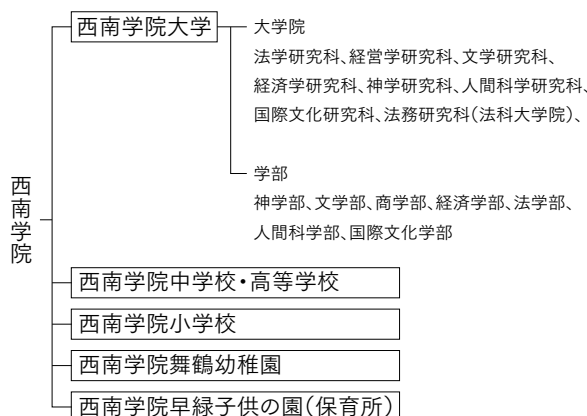 西南学院
西南学院大学
大学院
法学研究科、経営学研究科、文学研究科、
経済学研究科、神学研究科、人間科学研究科、
国際文化研究科、法務研究科(法科大学院)、
学部
神学部、文学部、商学部、経済学部、法学部、
人間科学部、国際文化学部
西南学院中学校・高等学校
西南学院小学校
西南学院舞鶴幼稚園
西南学院早緑子供の園(保育所)